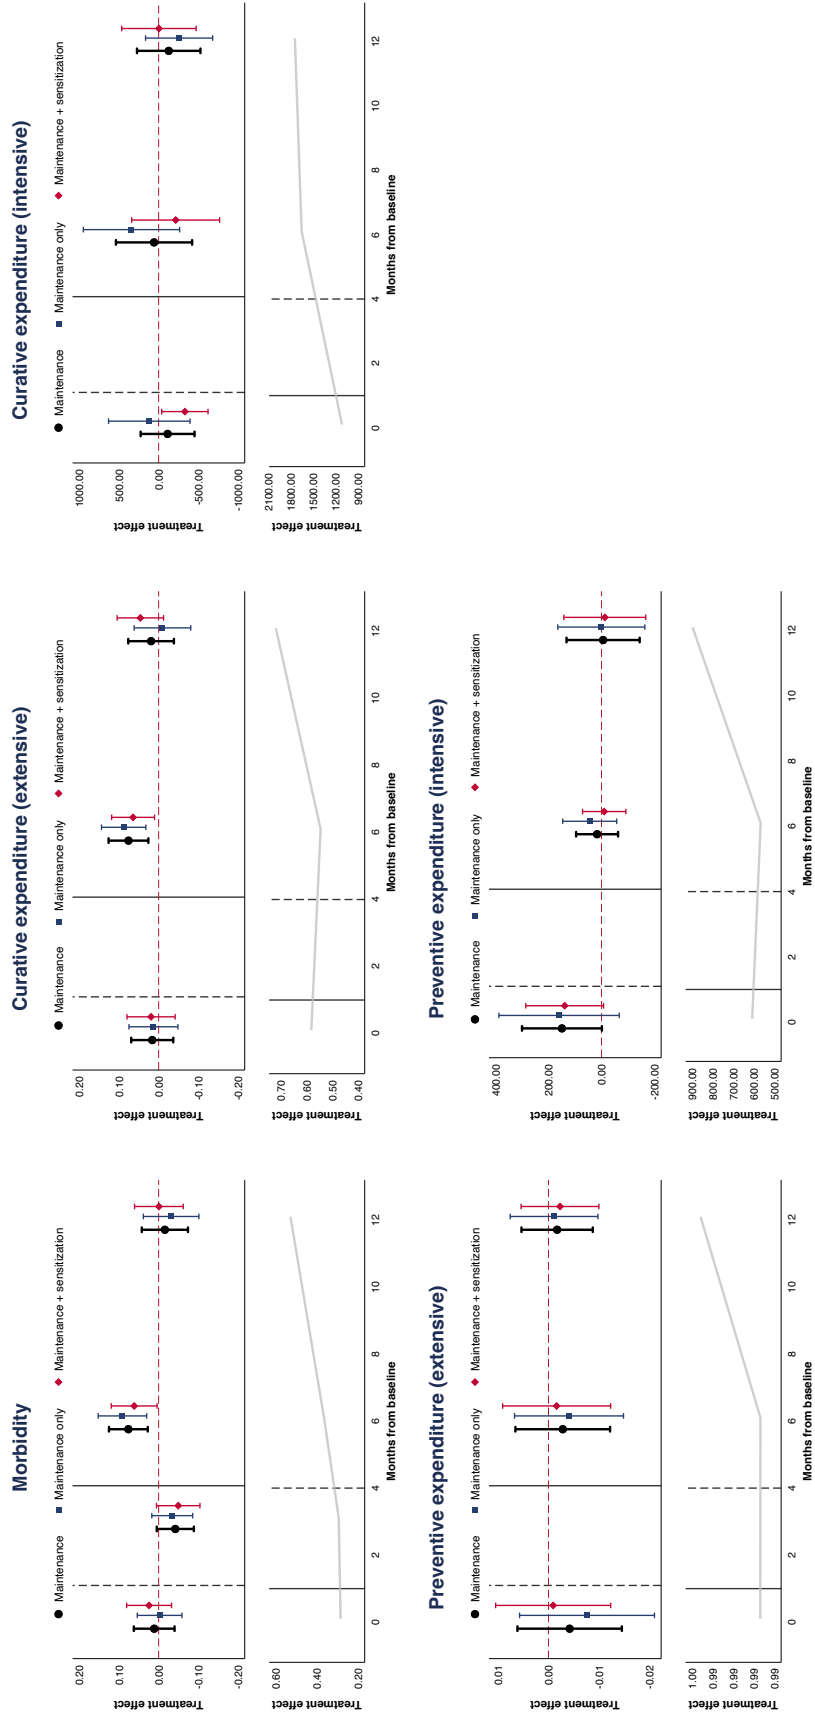 Morbidity
Maintenance Maintenance only Maintenance + sensitization
Treatment effect
0.20
0.10
0.00
-0.10
-0.20
Treatment effect
0.60
0.40
0.20
0 2 4 6 8 10 12
Months from baseline
Curative expenditure (extensive)
Maintenance Maintenance only Maintenance + sensitization
Treatment effect
0.20
0.10
0.00
-0.10
-0.20
Treatment effect
0.70
0.60
0.50
0.40
0 2 4 6 8 10 12
Months from baseline
Curative expenditure (intensive)
Maintenance Maintenance only Maintenance + sensitization
Treatment effect
1000.00
500.00
0.00
-500.00
-1000.00
Treatment effect
2100.00
1800.00
1500.00
1200.00
900.00
0 2 4 6 8 10 12
Months from baseline
Preventive expenditure (extensive)
Maintenance Maintenance only Maintenance + sensitization
Treatment effect
0.01
0.00
-0.01
-0.02
Treatment effect
1.00
0.99
0.99
0.99
0.99
0 2 4 6 8 10 12
Months from baseline
Preventive expenditure (intensive)
Maintenance Maintenance only Maintenance + sensitization
Treatment effect
400.00
200.00
0.00
-200.00
Treatment effect
900.00
800.00
700.00
600.00
500.00
0 2 4 6 8 10 12
Months from baseline